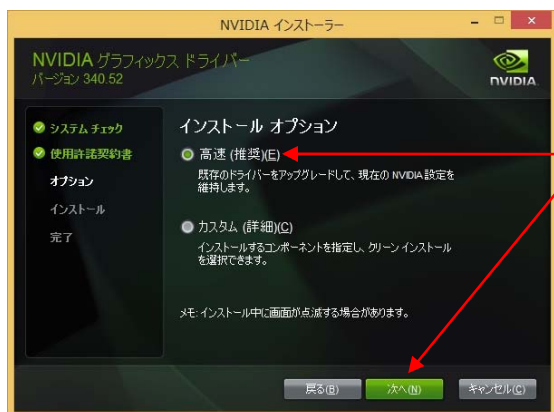 NVIDIA インストーラー
NVIDIA グラフィックス ドライバー
バージョン 340.52
NVIDIA.
システム チェック
使用許諾契約書
オプション
インストール
完了
インストール オプション
高速 (推奨)(E)
既存のドライバーをアップグレードして、現在の NVIDIA 設定を
維持します。
カスタム (詳細)(C)
インストールするコンポーネントを指定し、クリーン インストール
を選択できます。
メモ: インストール中に画面が点滅する場合があります。
戻る(B)
次へ(N)
キャンセル(C)